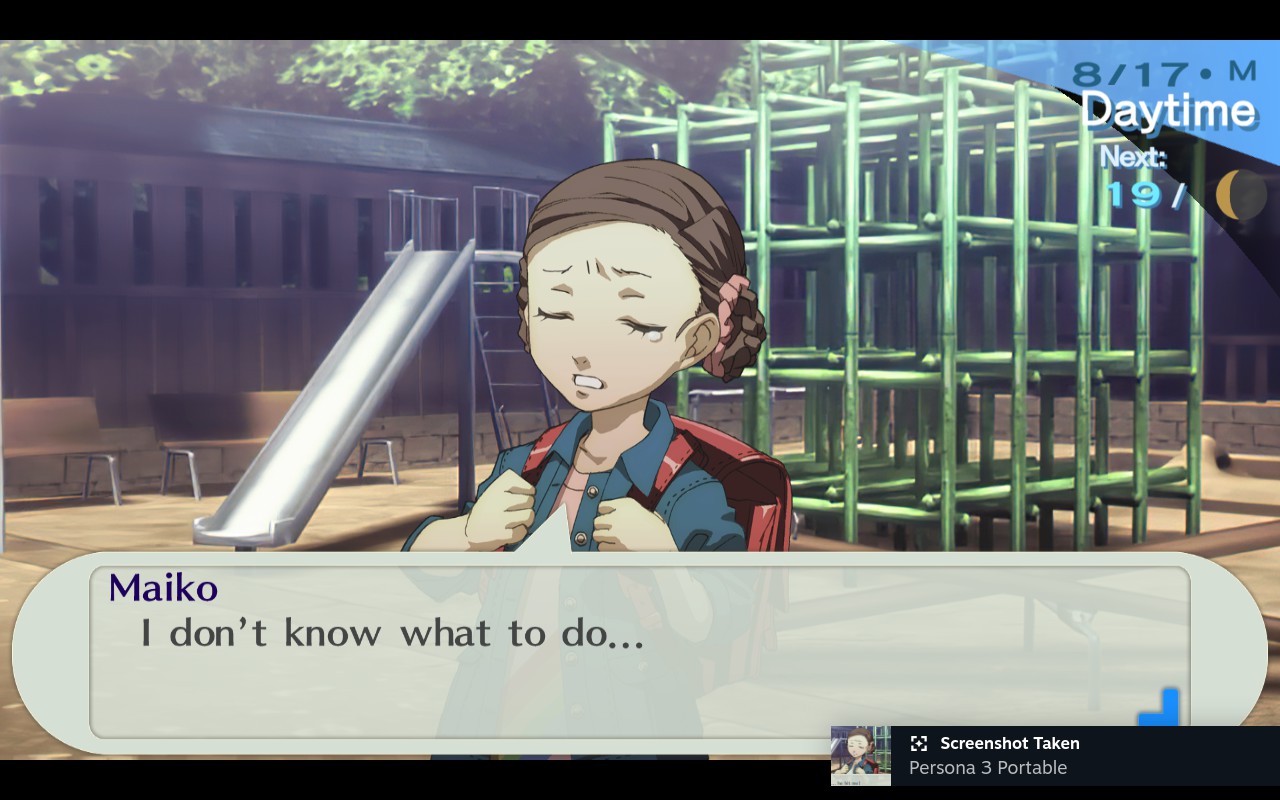 8/17 • M
Daytime
Next:
19/
Maiko
I don't know what to do...
Screenshot Taken
Persona 3 Portable